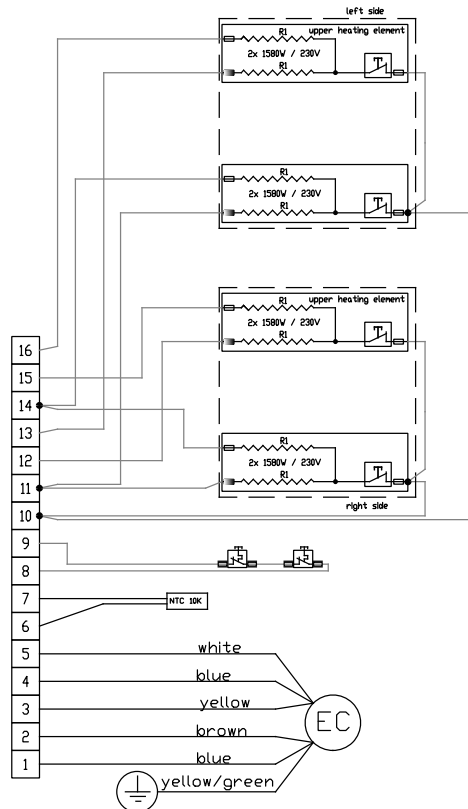 left side
R1 upper heating element
2x 1580W / 230V
R1
R1
2x 1580W / 230V
R1
R1 upper heating element
2x 1580W / 230V
R1
R1
2x 1580W / 230V
R1
right side
16
15
14
13
12
11
10
9
8
7
NTC 10K
6
5 white
4 blue
3 yellow
EC
2 brown
1 blue
yellow/green